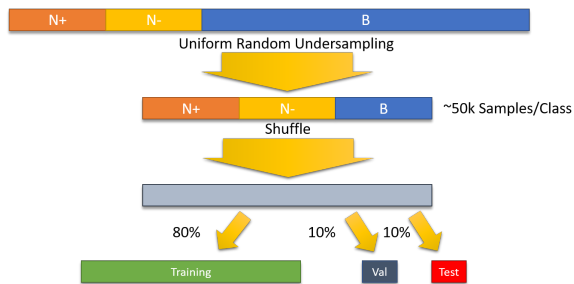 N+ N- B
Uniform Random Undersampling
N+ N- B ~50k Samples/Class
Shuffle
80% 10% 10%
Training Val Test